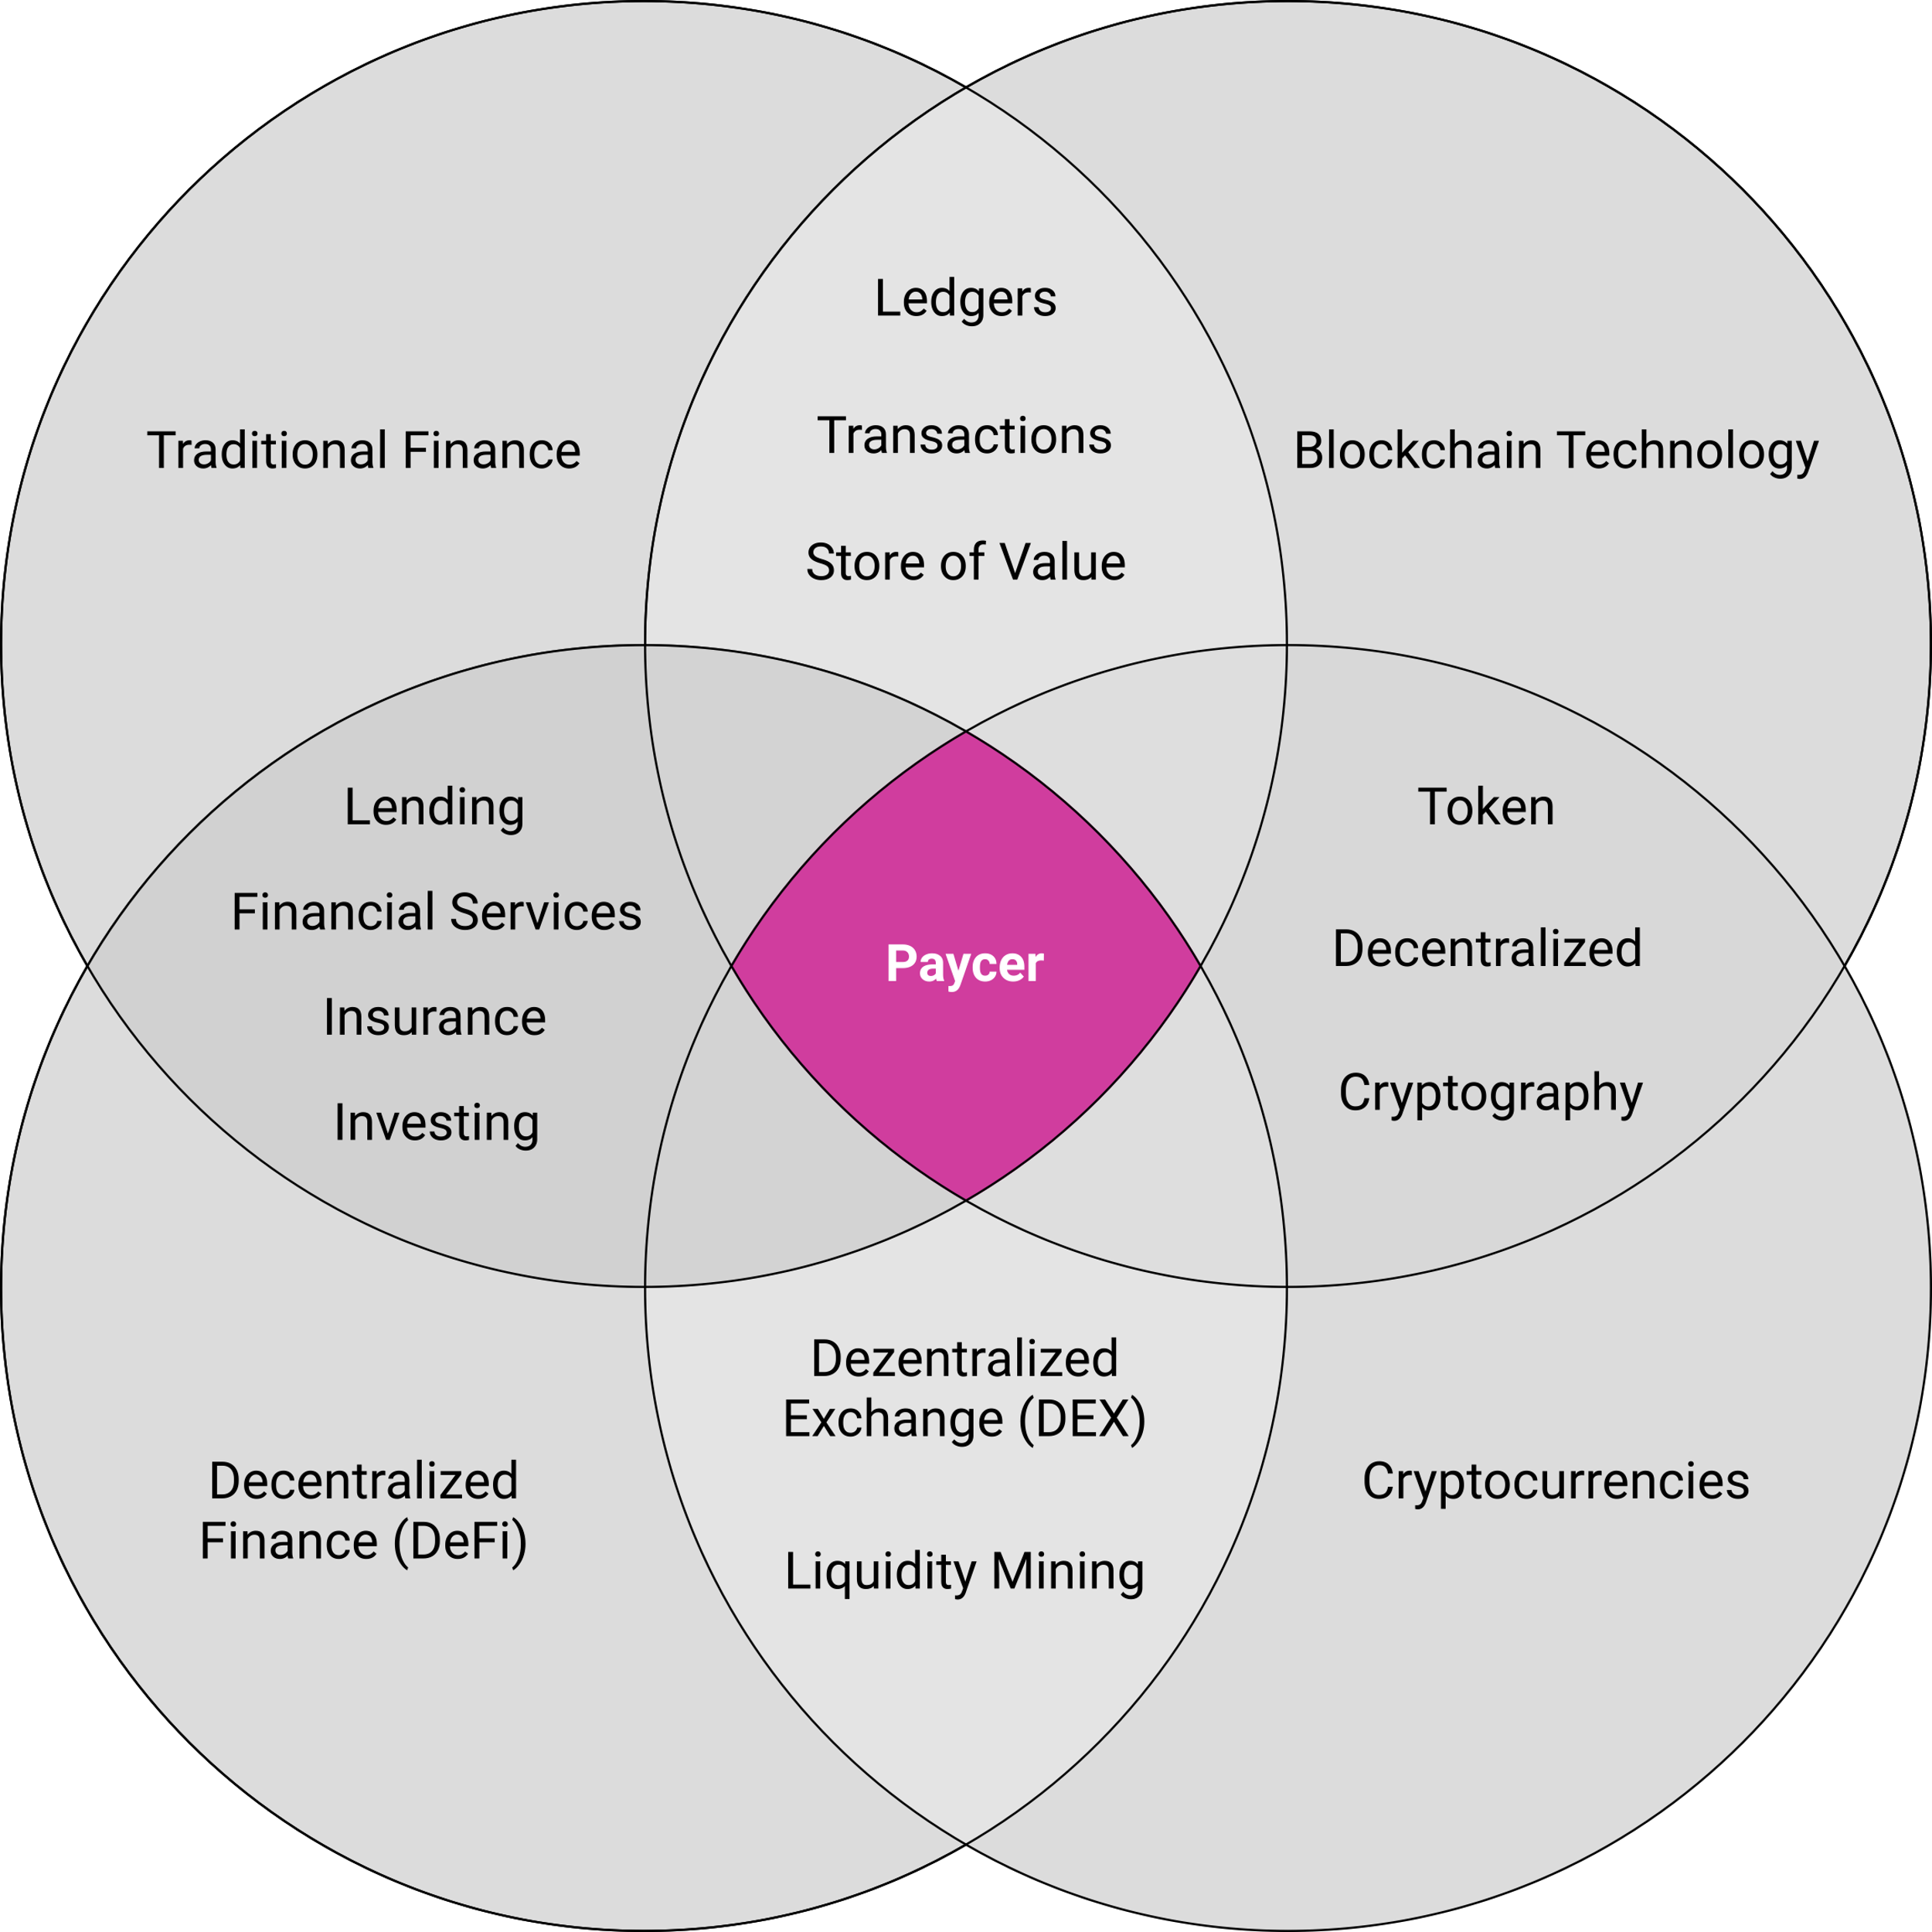 Ledgers
Traditional Finance
Transactions
Blockchain Technology
Store of Value
Lending
Financial Services
Insurance
Investing
Payceer
Token
Decentralized
Cryptography
Dezentralized
Exchange (DEX)
Liquidity Mining
Decentralized
Finance (DeFi)
Cryptocurrencies